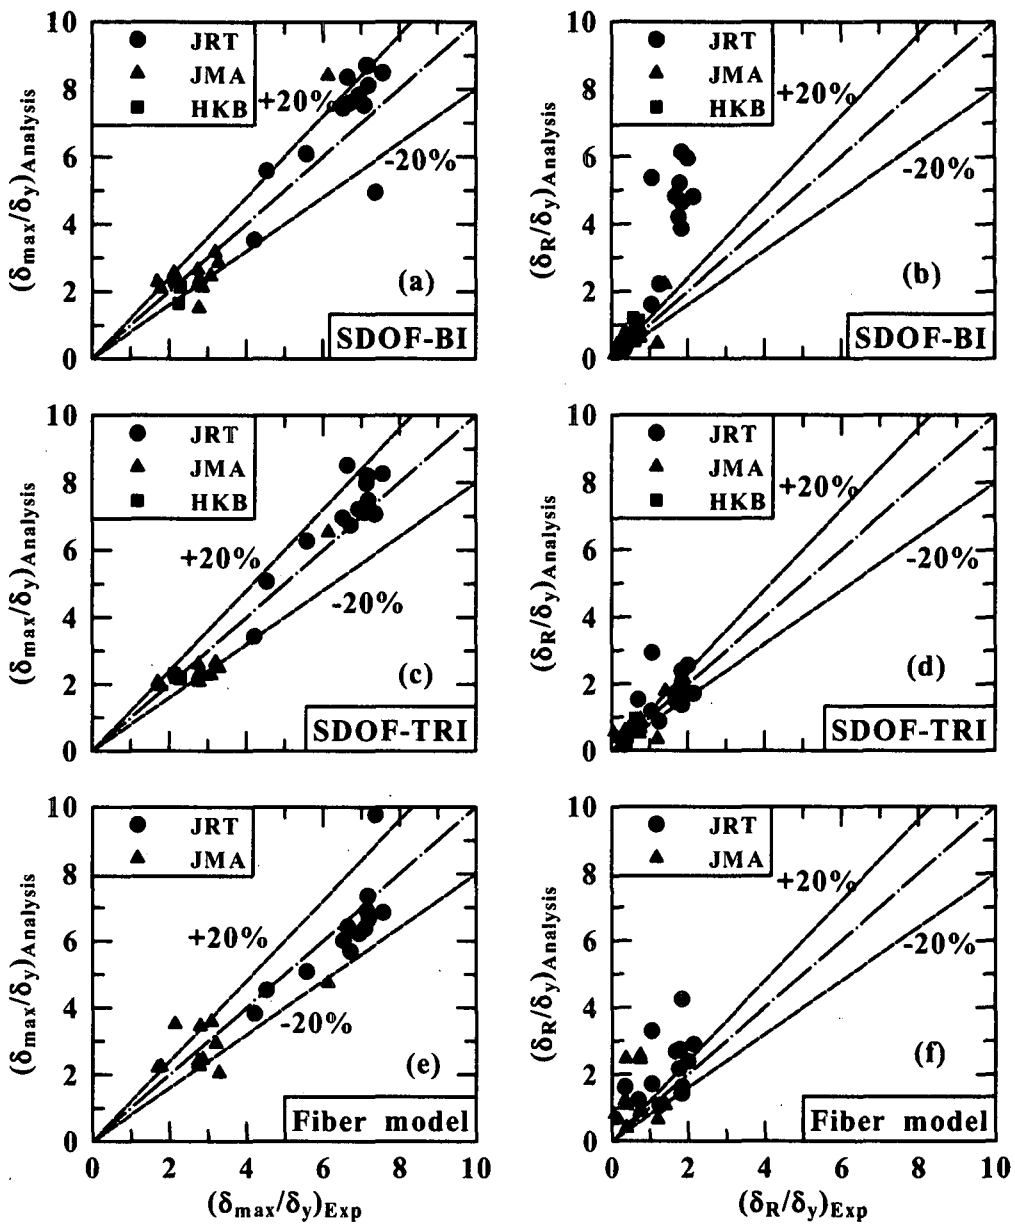 ((δmax/δy)Analysis
10
8
6
4
2
0
JRT
JMA
HKB
+20%
-20%
(a)
SDOF-BI
((δR/δy)Analysis
10
8
6
4
2
0
JRT
JMA
HKB
+20%
-20%
(b)
SDOF-BI
((δmax/δy)Analysis
10
8
6
4
2
0
JRT
JMA
HKB
+20%
-20%
(c)
SDOF-TRI
((δR/δy)Analysis
10
8
6
4
2
0
JRT
JMA
HKB
+20%
-20%
(d)
SDOF-TRI
((δmax/δy)Analysis
10
8
6
4
2
0
JRT
JMA
+20%
-20%
(e)
Fiber model
0 2 4 6 8 10
(δmax/δy)Exp
((δR/δy)Analysis
10
8
6
4
2
0
JRT
JMA
+20%
-20%
(f)
Fiber model
0 2 4 6 8 10
(δR/δy)Exp